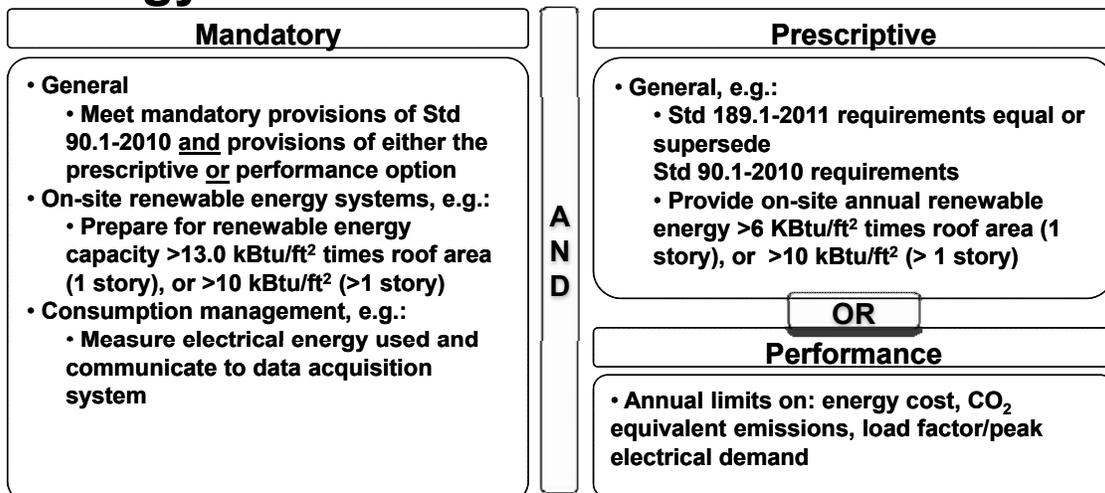 Mandatory
• General
• Meet mandatory provisions of Std
90.1-2010 and provisions of either the
prescriptive or performance option
• On-site renewable energy systems, e.g.:
• Prepare for renewable energy
capacity >13.0 kBtu/ft² times roof area
(1 story), or >10 kBtu/ft² (>1 story)
• Consumption management, e.g.:
• Measure electrical energy used and
communicate to data acquisition
system
A
N
D
Prescriptive
• General, e.g.:
• Std 189.1-2011 requirements equal or
supersede
Std 90.1-2010 requirements
• Provide on-site annual renewable
energy >6 KBtu/ft² times roof area (1
story), or >10 kBtu/ft² (> 1 story)
OR
Performance
• Annual limits on: energy cost, CO₂
equivalent emissions, load factor/peak
electrical demand